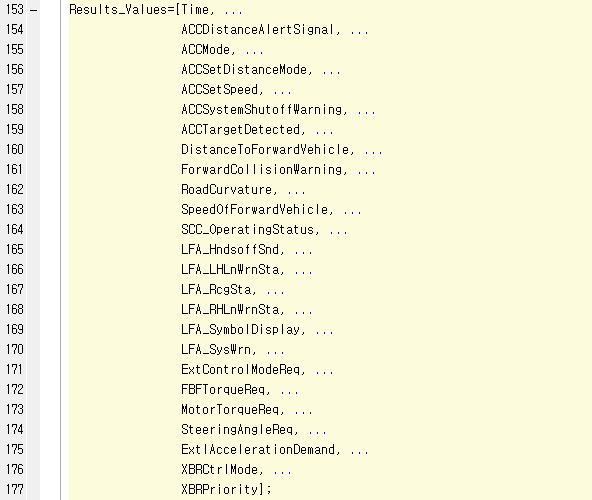 153 – Results_Values=[Time, ...
154 ACCDistanceAlertSignal, ...
155 ACCMode, ...
156 ACCSetDistanceMode, ...
157 ACCSetSpeed, ...
158 ACCSystemShutoffWarning, ...
159 ACCTargetDetected, ...
160 DistanceToForwardVehicle, ...
161 ForwardCollisionWarning, ...
162 RoadCurvature, ...
163 SpeedOfForwardVehicle, ...
164 SCC_OperatingStatus, ...
165 LFA_HndsoffSnd, ...
166 LFA_LHLnWrnSta, ...
167 LFA_RcgSta, ...
168 LFA_RHLnWrnSta, ...
169 LFA_SymbolDisplay, ...
170 LFA_SysWrn, ...
171 ExtControlModeReq, ...
172 FBFTorqueReq, ...
173 MotorTorqueReq, ...
174 SteeringAngleReq, ...
175 ExtlAccelerationDemand, ...
176 XBRCtrlMode, ...
177 XBRPriority];